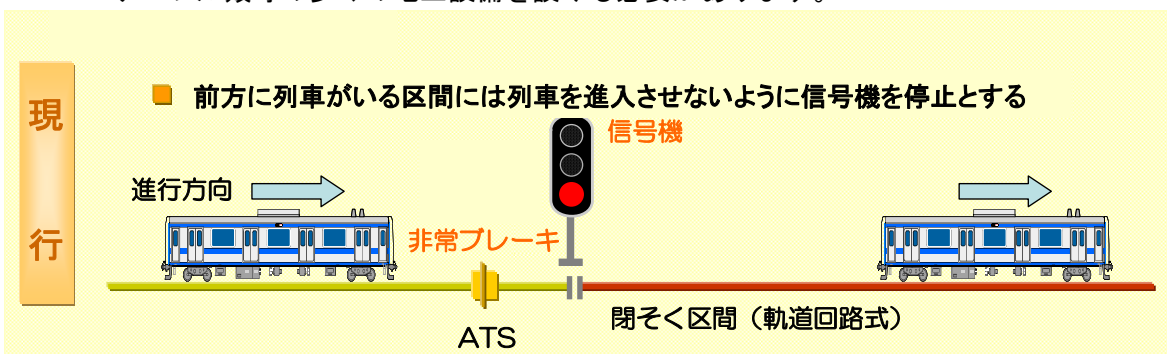 現行
前方に列車がいる区間には列車を進入させないように信号機を停止とする
信号機
進行方向
非常ブレーキ
閉そく区間（軌道回路式）
ATS